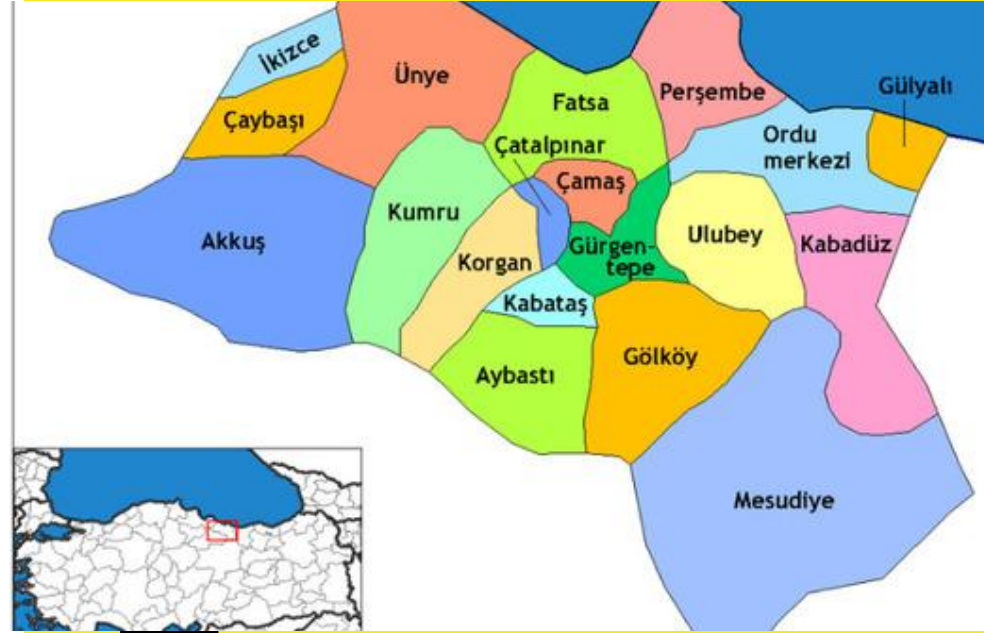 İkizce
Ünye
Fatsa
Perşembe
Gülyalı
Çaybaşı
Çatalpınar
Ordu
merkezi
Çamaş
Akkuş
Kumru
Korgan
Gürgen-
tepe
Ulubey
Kabadüz
Kabataş
Aybastı
Gölköy
Mesudiye